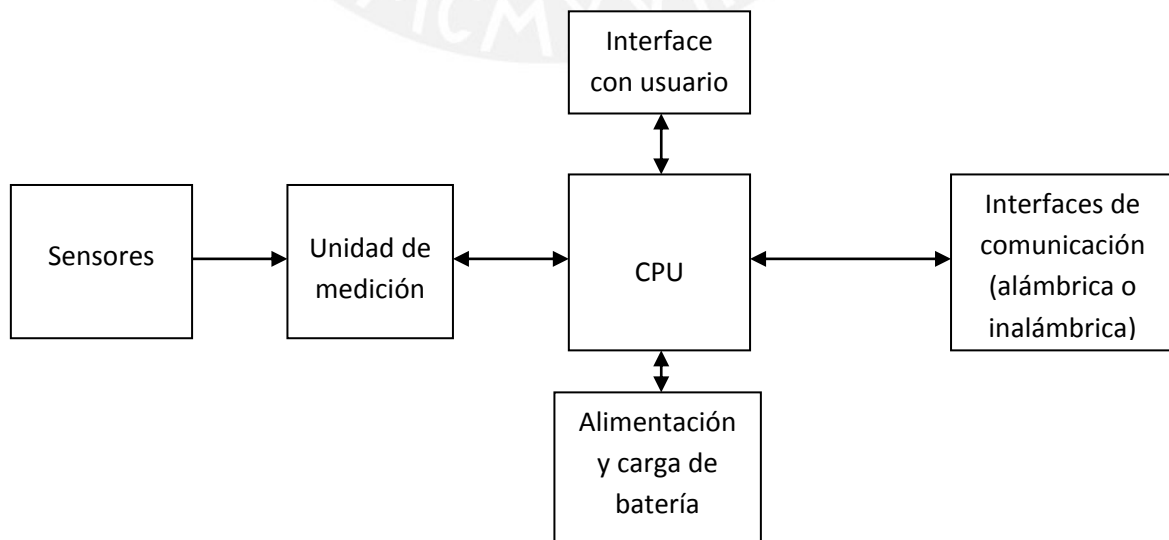 Interface
con usuario
Sensores
Unidad de
medición
CPU
Interfaces de
comunicación
(alámbrica o
inalámbrica)
Alimentación
y carga de
batería